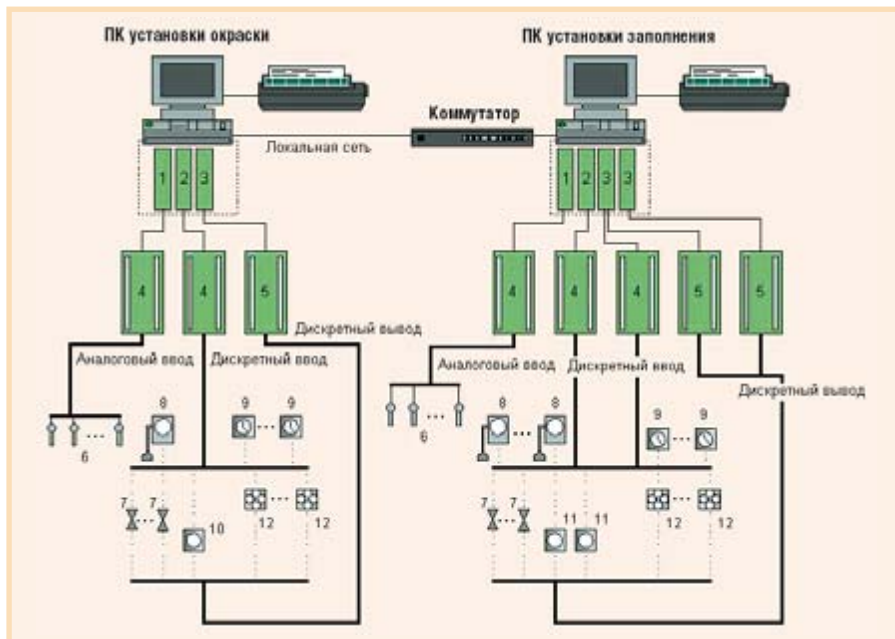 ПК установки окраски
ПК установки заполнения
Коммутатор
Локальная сеть
1 2 3
1 2 3 3
4 4 5
4 4 4 5 5
Дискретный вывод
Аналоговый ввод
Дискретный ввод
Аналоговый ввод
Дискретный ввод
Дискретный вывод
8 9 9
8 8 9 9
6
6
7 7
10
12 12
7 7
11 11
12 12